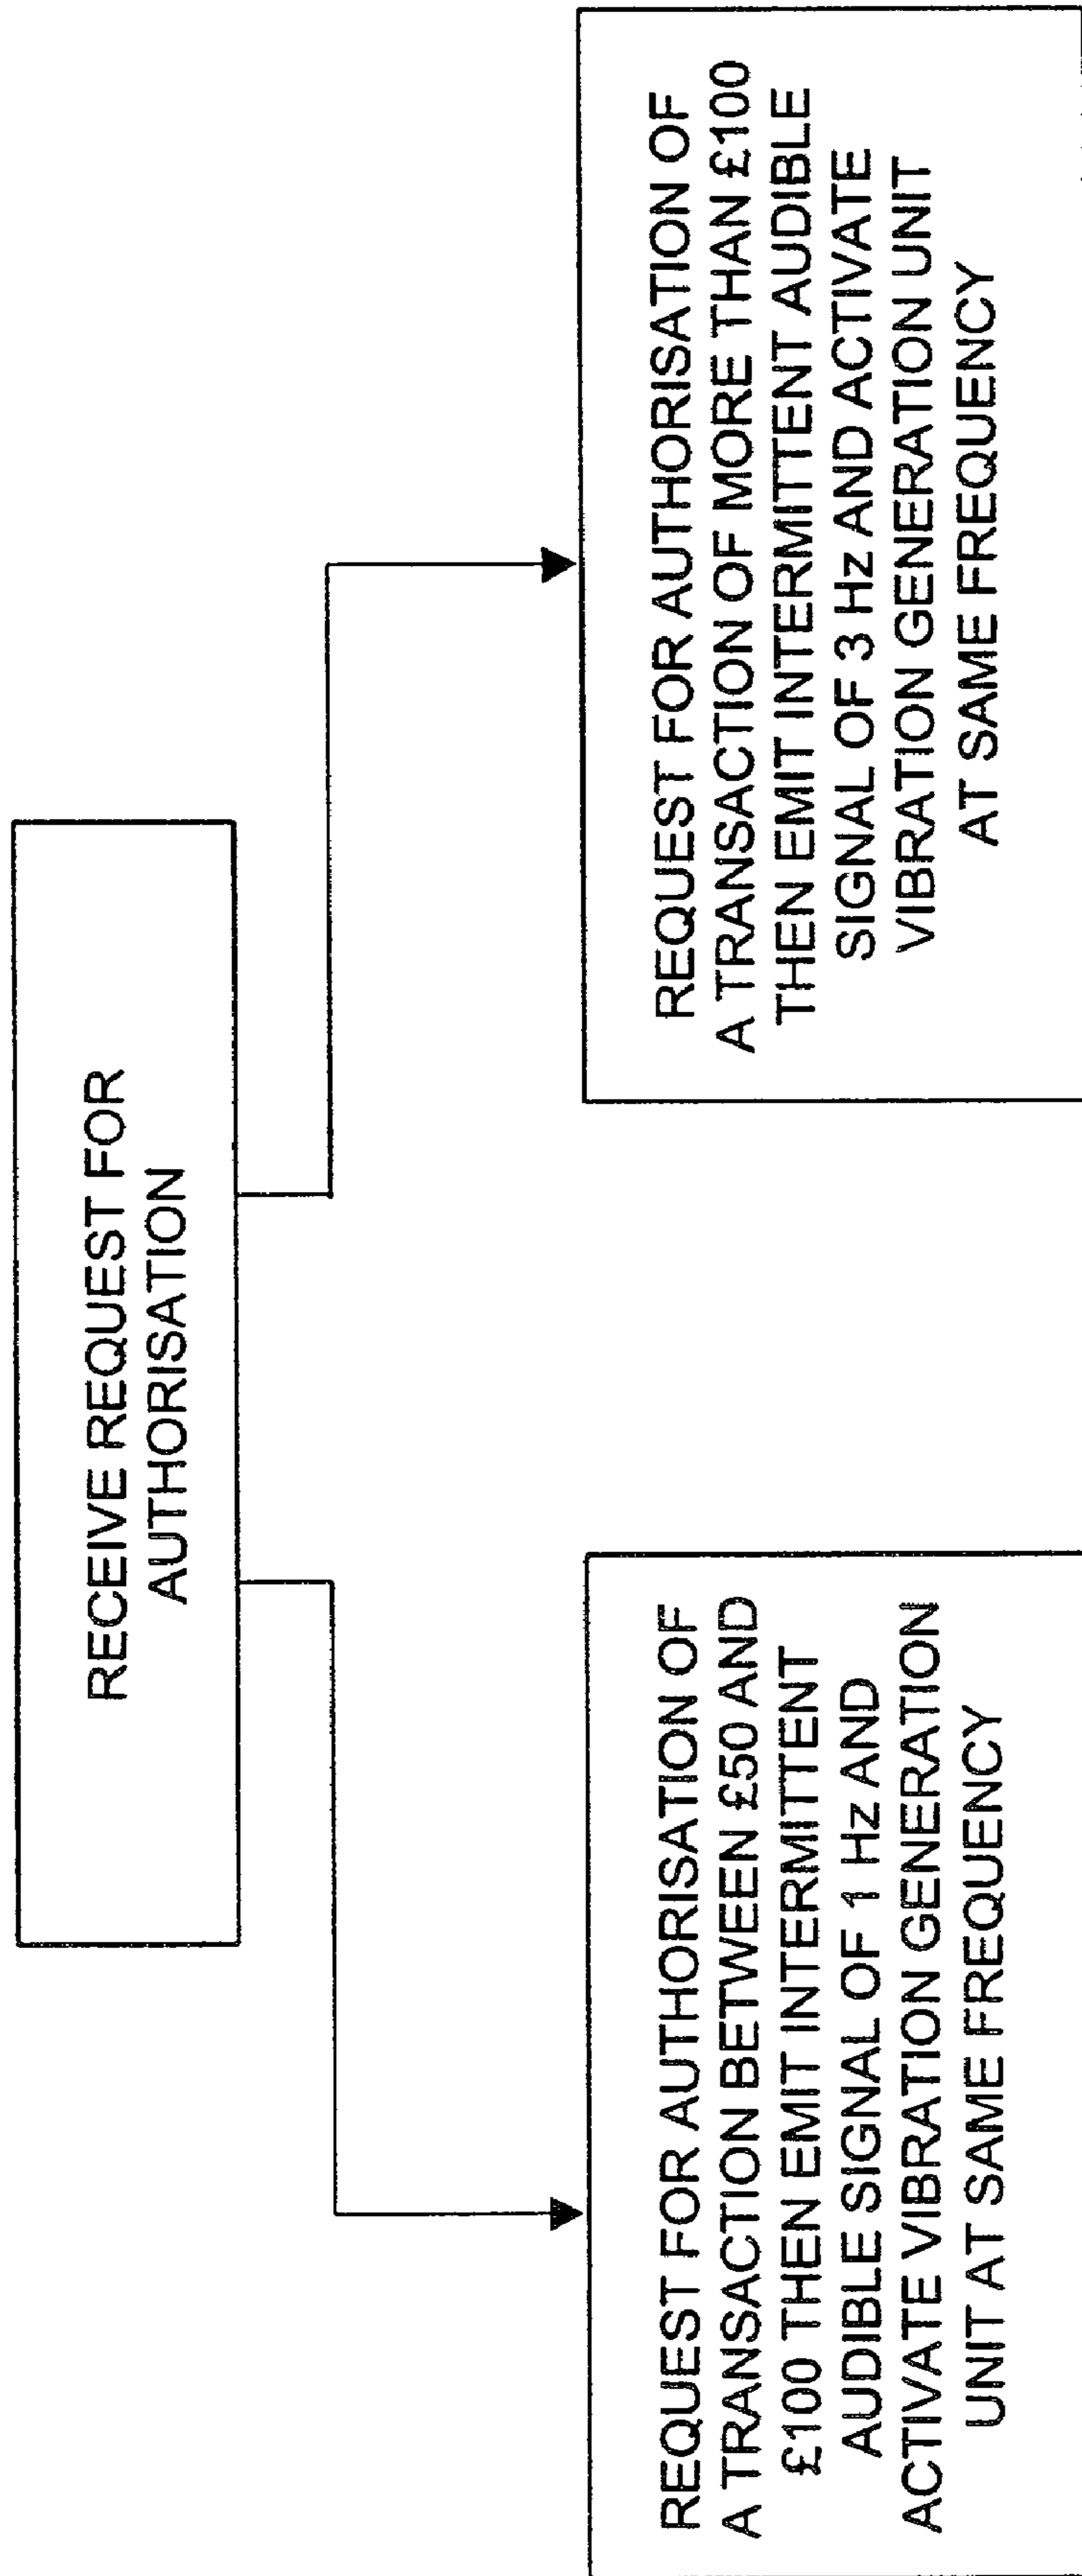 RECEIVE REQUEST FOR
AUTHORISATION
REQUEST FOR AUTHORISATION OF
A TRANSACTION BETWEEN £50 AND
£100 THEN EMIT INTERMITTENT
AUDIBLE SIGNAL OF 1 Hz AND
ACTIVATE VIBRATION GENERATION
UNIT AT SAME FREQUENCY
REQUEST FOR AUTHORISATION OF
A TRANSACTION OF MORE THAN £100
THEN EMIT INTERMITTENT AUDIBLE
SIGNAL OF 3 Hz AND ACTIVATE
VIBRATION GENERATION UNIT
AT SAME FREQUENCY